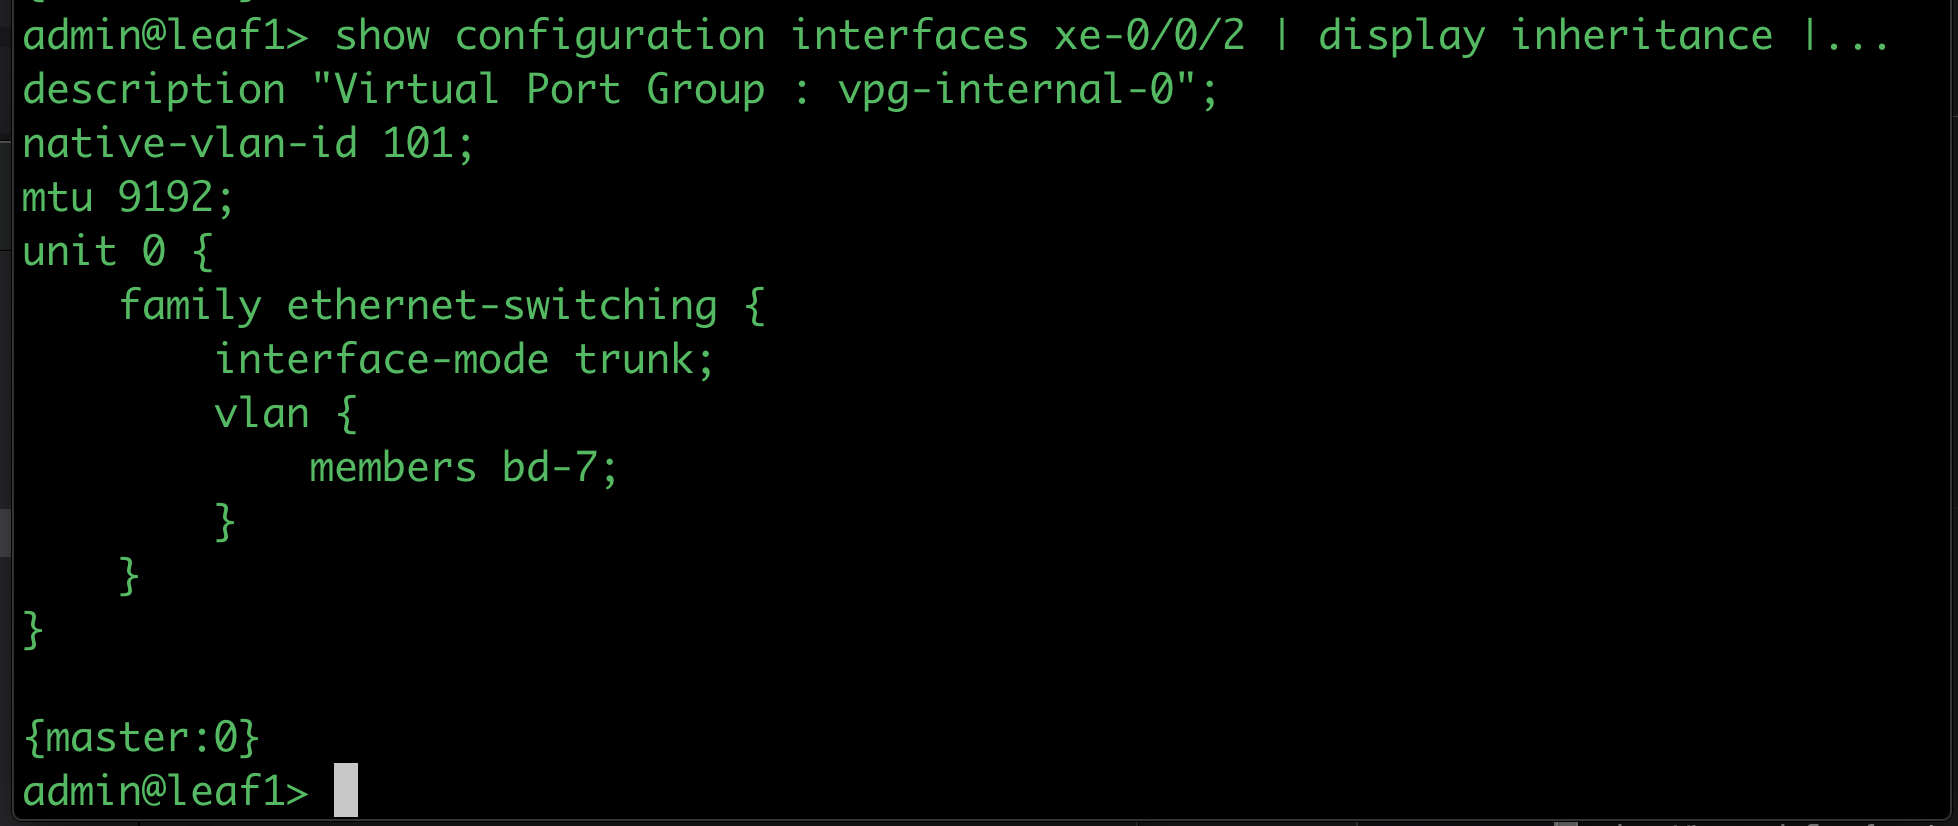 admin@leaf1> show configuration interfaces xe-0/0/2 | display inheritance |...
description "Virtual Port Group : vpg-internal-0";
native-vlan-id 101;
mtu 9192;
unit 0 {
    family ethernet-switching {
        interface-mode trunk;
        vlan {
            members bd-7;
        }
    }
}

{master:0}
admin@leaf1>